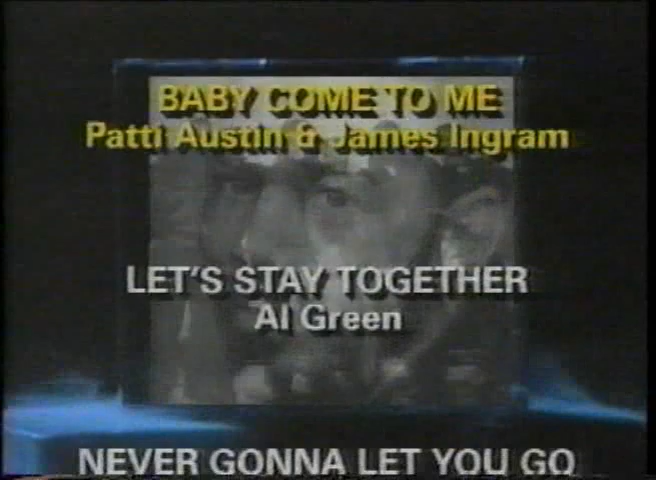 BABY COME TO ME
Patti Austin & James Ingram
LET'S STAY TOGETHER
Al Green
NEVER GONNA LET YOU GO